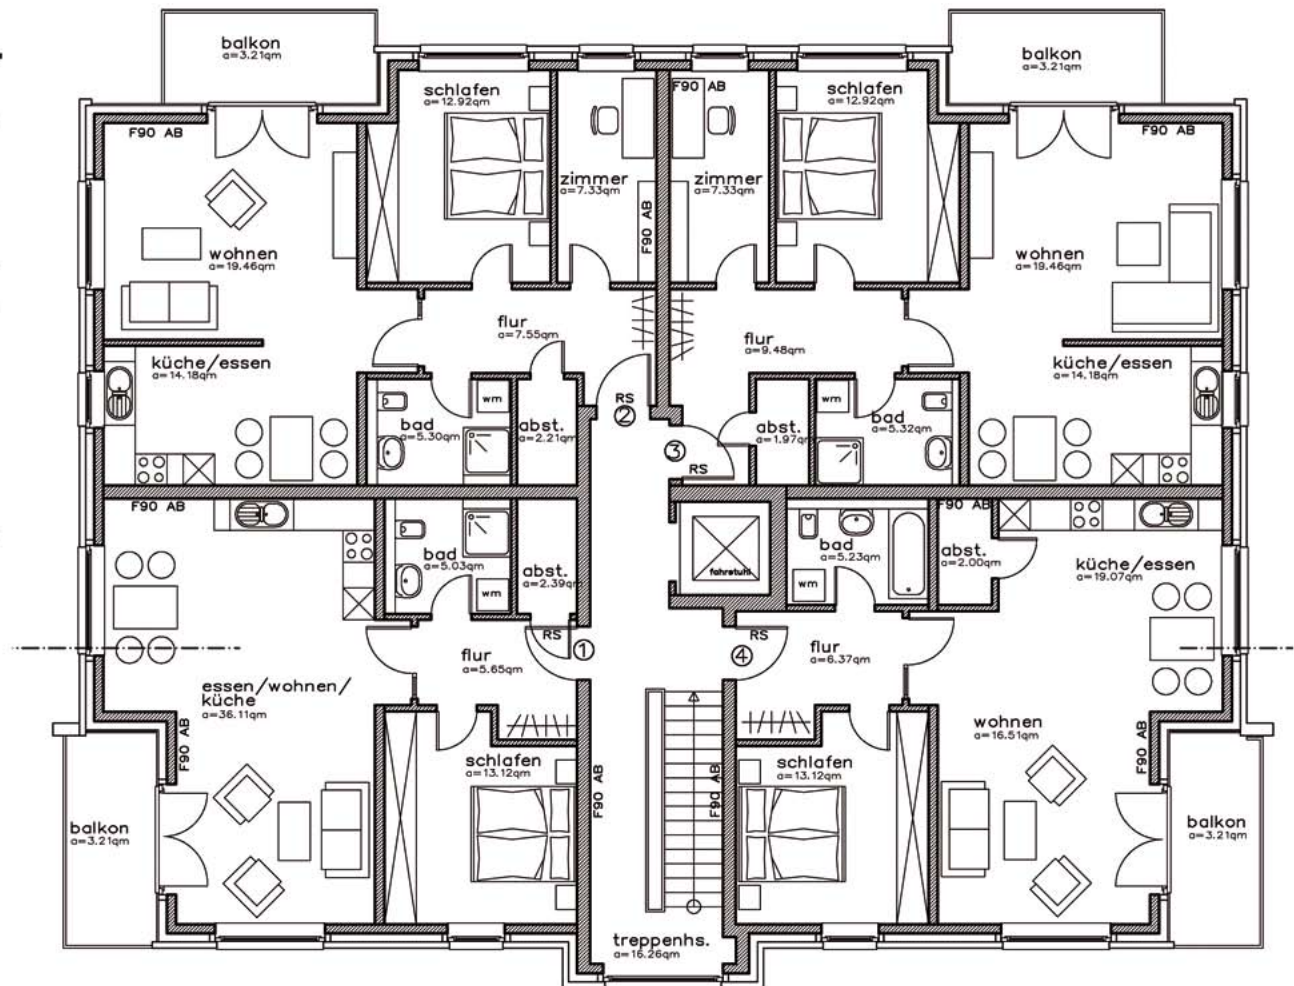 balkon
a=3.21qm
balkon
a=3.21qm
schlafen
a=12.92qm
F90 AB
schlafen
a=12.92qm
F90 AB
F90 AB
zimmer
a=7.33qm
zimmer
a=7.33qm
F90 AB
wohnen
a=19.46qm
wohnen
a=19.46qm
flur
a=7.55qm
flur
a=9.48qm
küche/essen
a=14.18qm
küche/essen
a=14.18qm
wm
RS
2
wm
bad
a=5.30qm
abst.
a=2.21qm
abst.
a=1.97qm
bad
a=5.32qm
3
RS
F90 AB
F90 AB
bad
a=5.03qm
abst.
a=2.39qm
wm
fahrstuhl
bad
a=5.23qm
wm
abst.
a=2.00qm
küche/essen
a=19.07qm
RS
1
RS
4
flur
a=5.65qm
flur
a=6.37qm
essen/wohnen/
küche
a=36.11qm
F90 AB
wohnen
a=16.51qm
F90 AB
schlafen
a=13.12qm
F90 AB
F90 AB
schlafen
a=13.12qm
balkon
a=3.21qm
balkon
a=3.21qm
treppenhs.
a=16.26qm